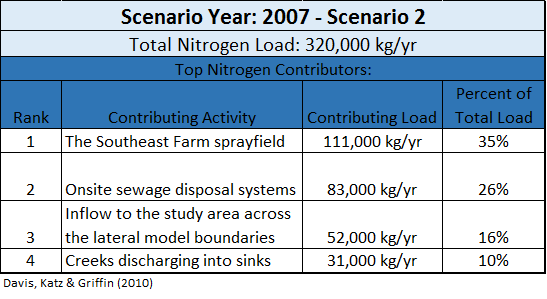 Scenario Year: 2007 - Scenario 2
Total Nitrogen Load: 320,000 kg/yr
Top Nitrogen Contributors:
Rank Contributing Activity Contributing Load Percent of Total Load
1 The Southeast Farm sprayfield 111,000 kg/yr 35%
2 Onsite sewage disposal systems 83,000 kg/yr 26%
Inflow to the study area across
3 the lateral model boundaries 52,000 kg/yr 16%
4 Creeks discharging into sinks 31,000 kg/yr 10%
Davis, Katz & Griffin (2010)